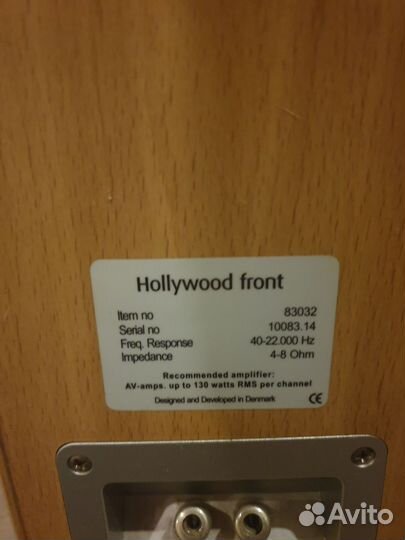 Hollywood front
Item no 83032
Serial no 10083.14
Freq. Response 40-22.000 Hz
Impedance 4-8 Ohm
Recommended amplifier:
AV-amps. up to 130 watts RMS per channel
Designed and Developed in Denmark CE
Avito